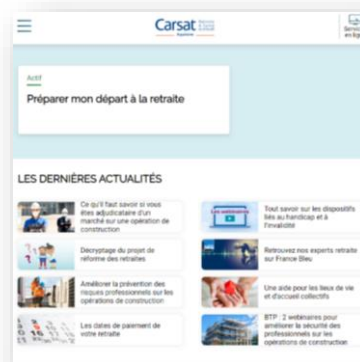 Carsat
Actif
Préparer mon départ à la retraite
LES DERNIÈRES ACTUALITÉS
Ce qu'il faut savoir si vous
êtes adjudicataire d'un
marché sur une opération de
construction
Tout savoir sur les dispositifs
liés au handicap et à
l'invalidité
Décryptage du projet de
réforme des retraites
Retrouvez nos experts retraite
sur France Bleu
Améliorer la prévention des
risques professionnels sur les
opérations de construction
Une aide pour les lieux de vie
et d'accueil collectifs
Les dates de paiement de
votre retraite
BTP : 2 webinaires pour
améliorer la sécurité des
professionnels sur les
opérations de construction